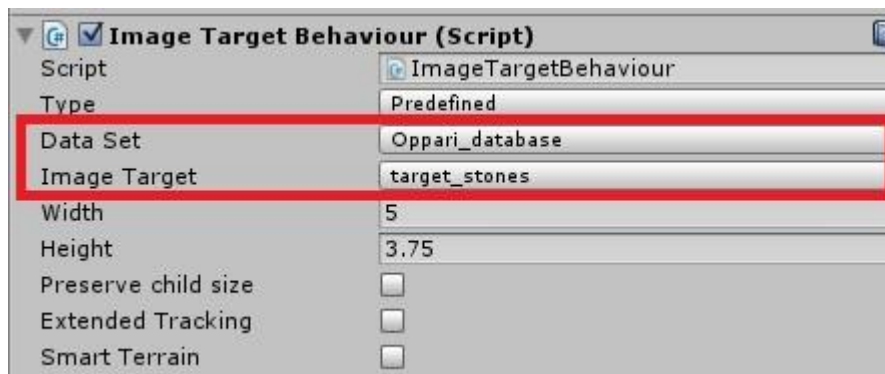 Image Target Behaviour (Script)
Script ImageTargetBehaviour
Type Predefined
Data Set Oppari_database
Image Target target_stones
Width 5
Height 3.75
Preserve child size
Extended Tracking
Smart Terrain